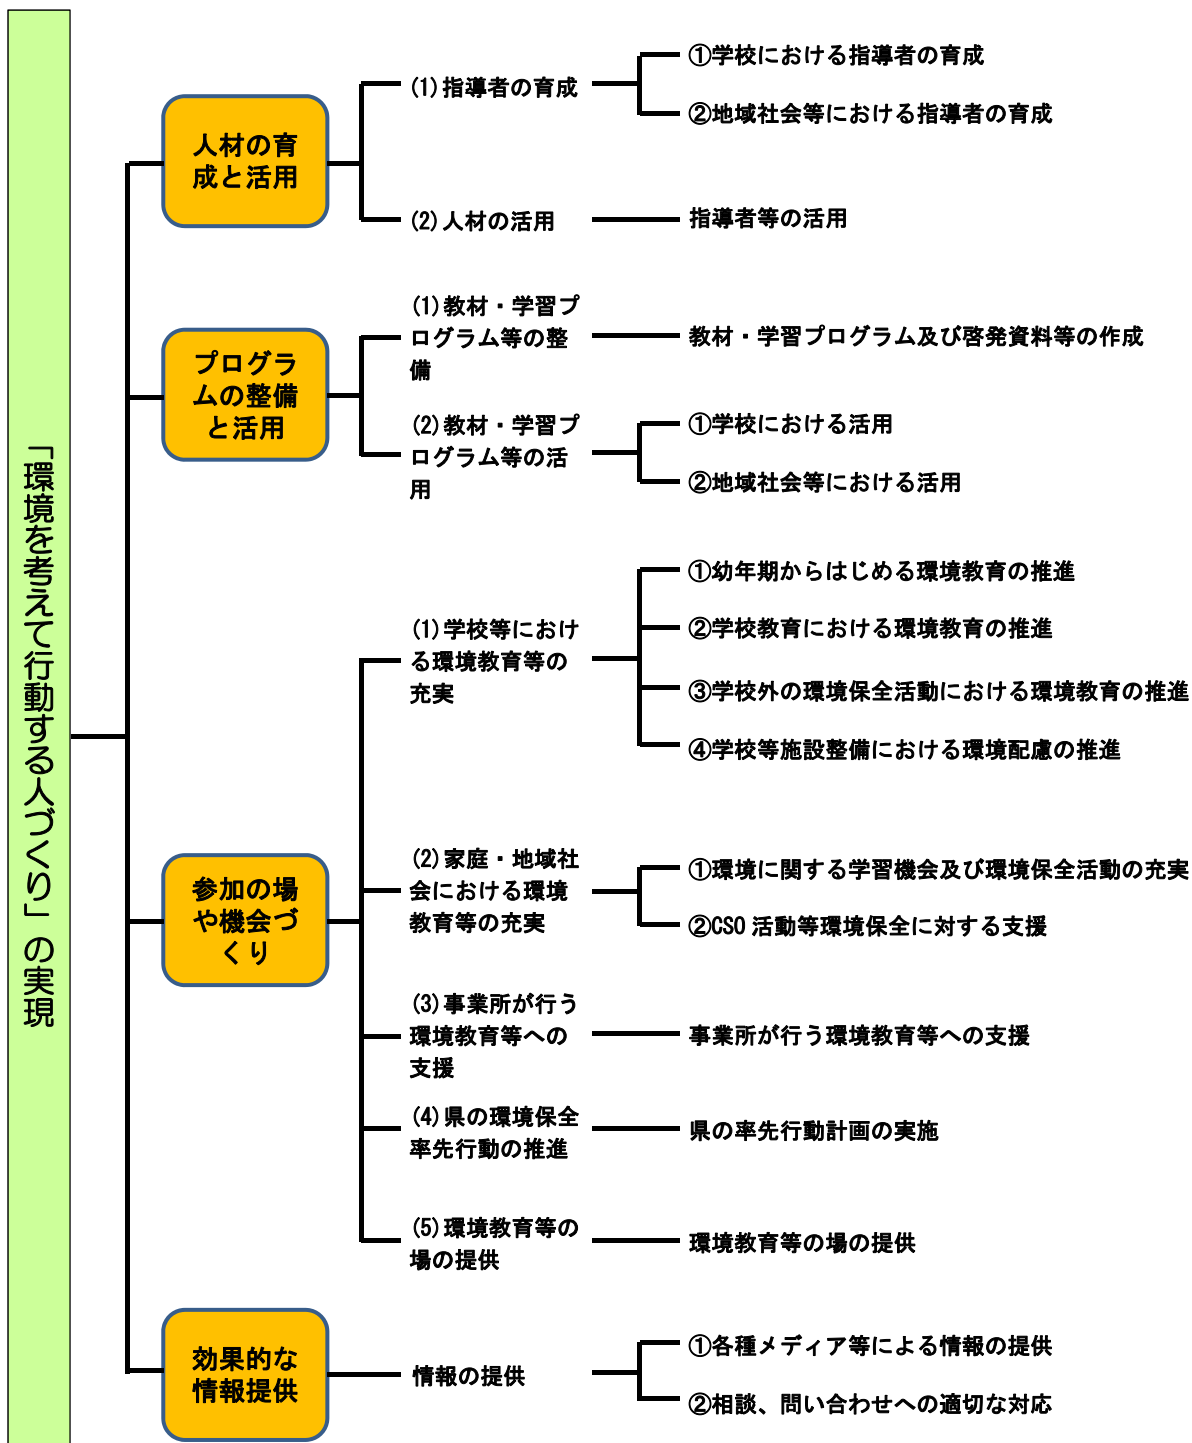 「環境を考えて行動する人づくり」の実現
人材の育
成と活用
(1)指導者の育成
①学校における指導者の育成
②地域社会等における指導者の育成
(2)人材の活用
指導者等の活用
プログラ
ムの整備
と活用
(1)教材・学習プ
ログラム等の整
備
教材・学習プログラム及び啓発資料等の作成
(2)教材・学習プ
ログラム等の活
用
①学校における活用
②地域社会等における活用
参加の場
や機会づ
くり
(1)学校等におけ
る環境教育等の
充実
①幼年期からはじめる環境教育の推進
②学校教育における環境教育の推進
③学校外の環境保全活動における環境教育の推進
④学校等施設整備における環境配慮の推進
(2)家庭・地域社
会における環境
教育等の充実
①環境に関する学習機会及び環境保全活動の充実
②CSO 活動等環境保全に対する支援
(3)事業所が行う
環境教育等への
支援
事業所が行う環境教育等への支援
(4)県の環境保全
率先行動の推進
県の率先行動計画の実施
(5)環境教育等の
場の提供
環境教育等の場の提供
効果的な
情報提供
情報の提供
①各種メディア等による情報の提供
②相談、問い合わせへの適切な対応